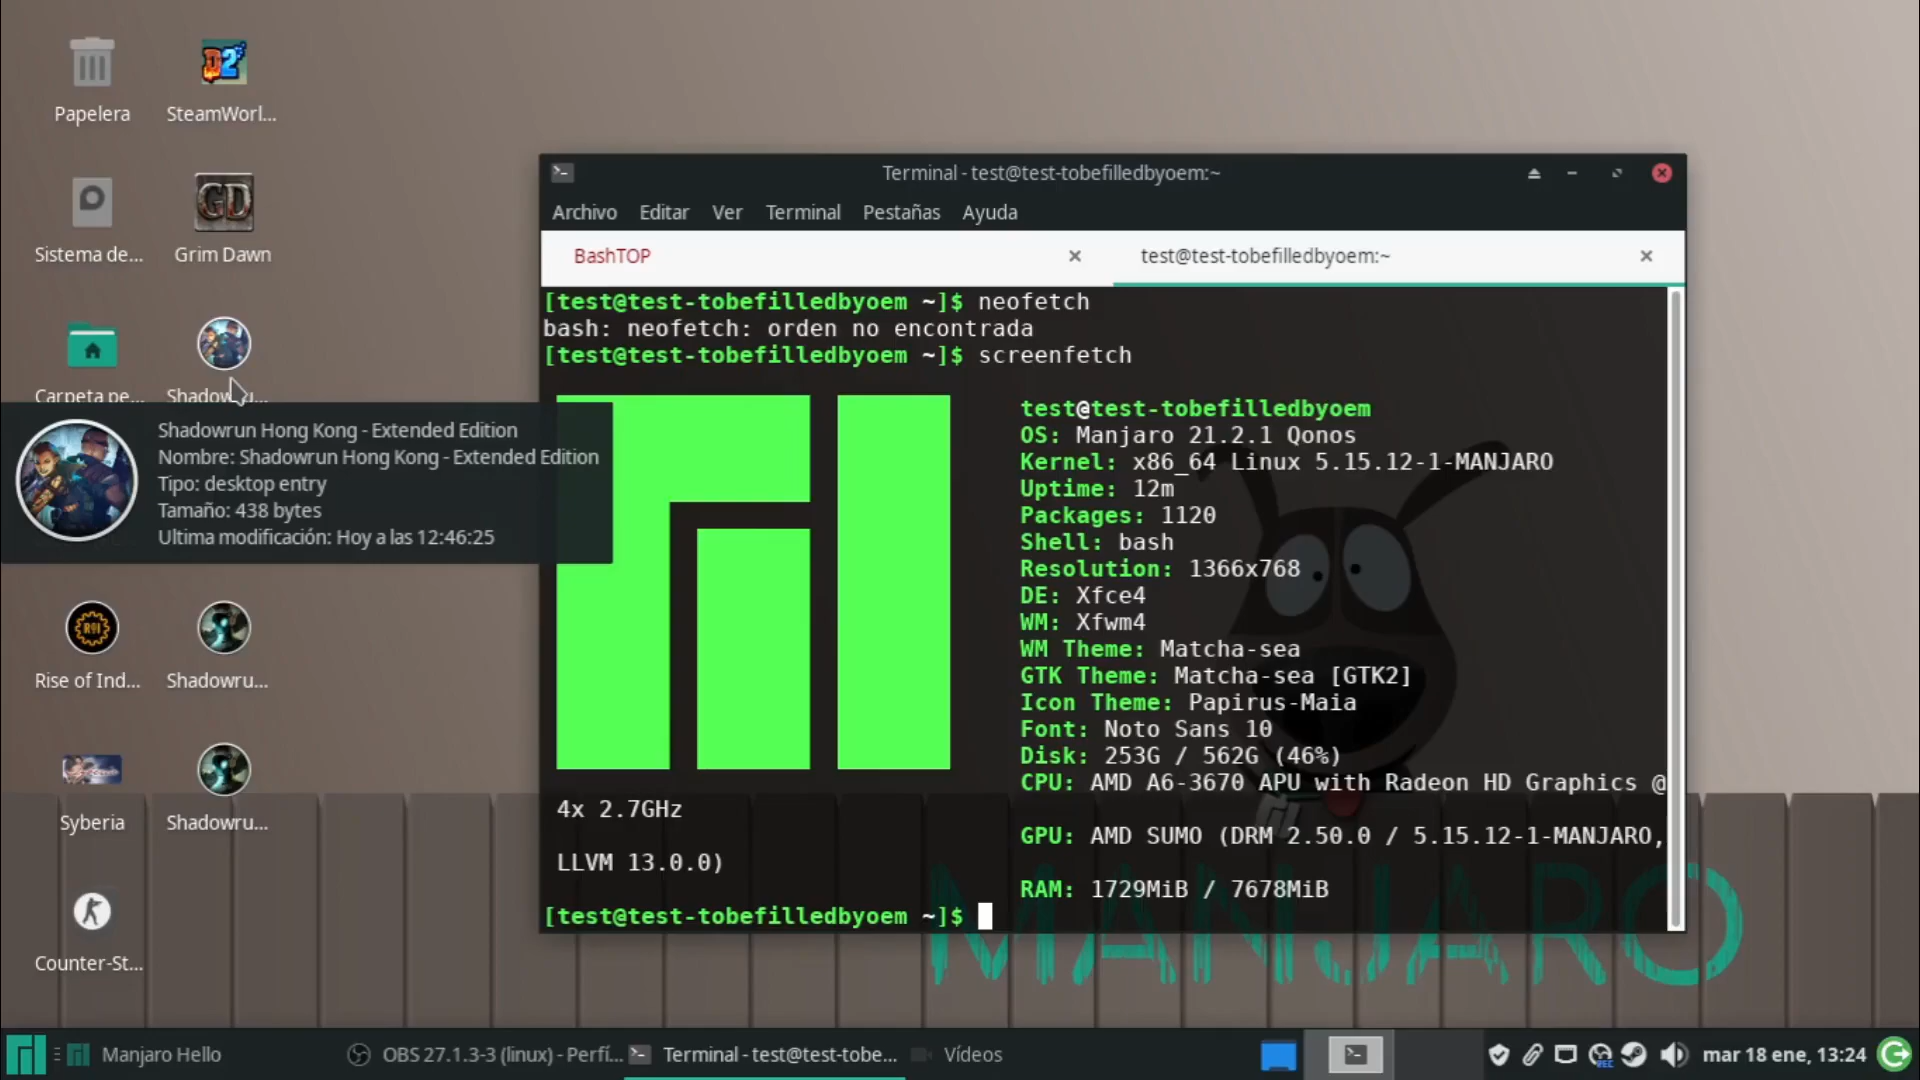 Papelera
SteamWorl...
Sistema de...
Grim Dawn
Carpeta pe...
Shadowru...
Shadowrun Hong Kong - Extended Edition
Nombre: Shadowrun Hong Kong - Extended Edition
Tipo: desktop entry
Tamaño: 438 bytes
Ultima modificación: Hoy a las 12:46:25
Rise of Ind...
Shadowru...
Syberia
Shadowru...
Counter-St...
D2
GD
ROI
Terminal - test@test-tobefilledbyoem:~
Archivo Editar Ver Terminal Pestañas Ayuda
BashTOP
test@test-tobefilledbyoem:~
[test@test-tobefilledbyoem ~]$ neofetch
bash: neofetch: orden no encontrada
[test@test-tobefilledbyoem ~]$ screenfetch
test@test-tobefilledbyoem
OS: Manjaro 21.2.1 Qonos
Kernel: x86_64 Linux 5.15.12-1-MANJARO
Uptime: 12m
Packages: 1120
Shell: bash
Resolution: 1366x768
DE: Xfce4
WM: Xfwm4
WM Theme: Matcha-sea
GTK Theme: Matcha-sea [GTK2]
Icon Theme: Papirus-Maia
Font: Noto Sans 10
Disk: 253G / 562G (46%)
CPU: AMD A6-3670 APU with Radeon HD Graphics @
4x 2.7GHz
GPU: AMD SUMO (DRM 2.50.0 / 5.15.12-1-MANJARO,
LLVM 13.0.0)
RAM: 1729MiB / 7678MiB
[test@test-tobefilledbyoem ~]$
MANJARO
Manjaro Hello
OBS 27.1.3-3 (linux) - Perfí...
Terminal - test@test-tobe...
Vídeos
REC
mar 18 ene, 13:24